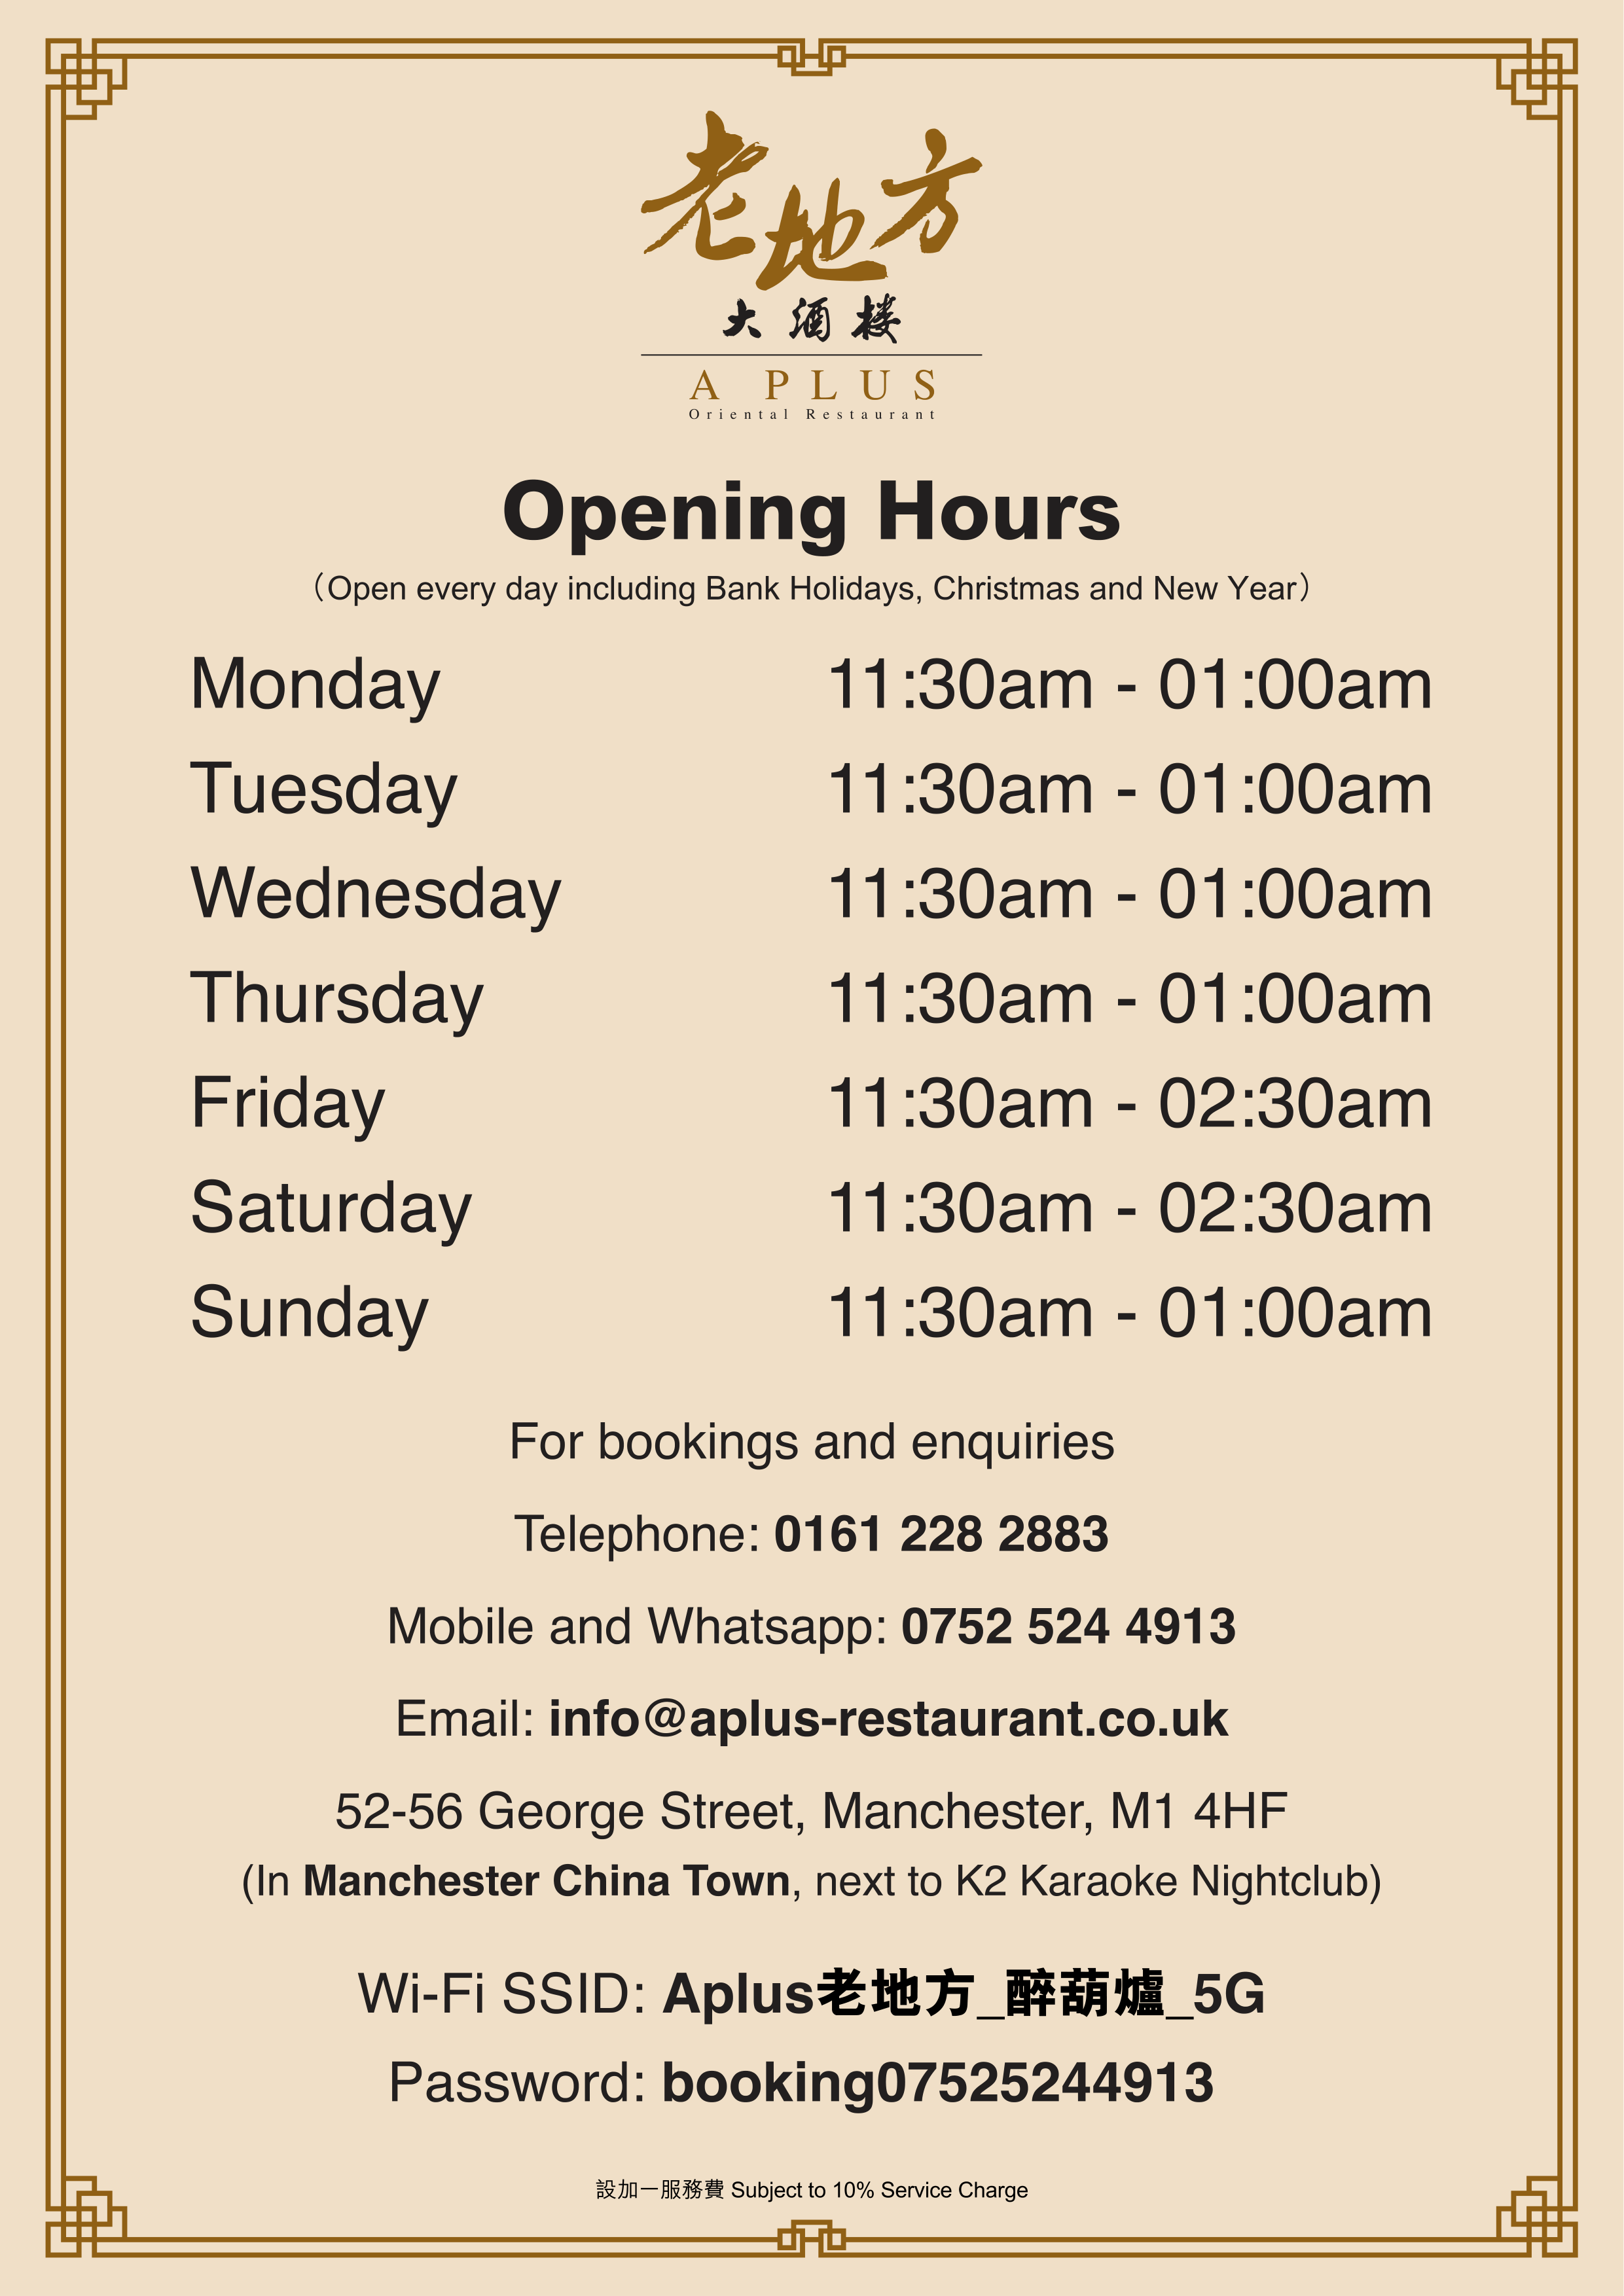 老地方
大酒楼
A PLUS
Oriental Restaurant
Opening Hours
（Open every day including Bank Holidays, Christmas and New Year）
Monday 11:30am - 01:00am
Tuesday 11:30am - 01:00am
Wednesday 11:30am - 01:00am
Thursday 11:30am - 01:00am
Friday 11:30am - 02:30am
Saturday 11:30am - 02:30am
Sunday 11:30am - 01:00am
For bookings and enquiries
Telephone: 0161 228 2883
Mobile and Whatsapp: 0752 524 4913
Email: info@aplus-restaurant.co.uk
52-56 George Street, Manchester, M1 4HF
(In Manchester China Town, next to K2 Karaoke Nightclub)
Wi-Fi SSID: Aplus老地方_醉葫爐_5G
Password: booking07525244913
設加一服務費 Subject to 10% Service Charge